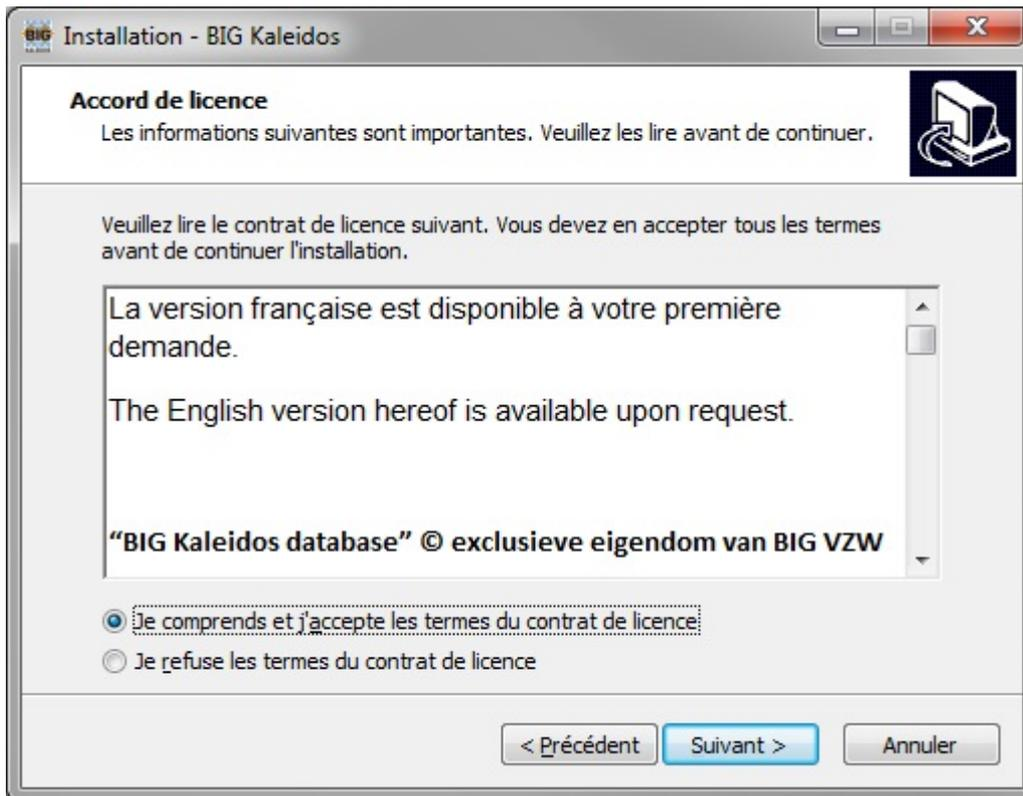 BIG Installation - BIG Kaleidos
Accord de licence
Les informations suivantes sont importantes. Veuillez les lire avant de continuer.
Veuillez lire le contrat de licence suivant. Vous devez en accepter tous les termes
avant de continuer l'installation.
La version française est disponible à votre première
demande.
The English version hereof is available upon request.
“BIG Kaleidos database” © exclusieve eigendom van BIG VZW
Je comprends et j'accepte les termes du contrat de licence
Je refuse les termes du contrat de licence
< Précédent Suivant > Annuler